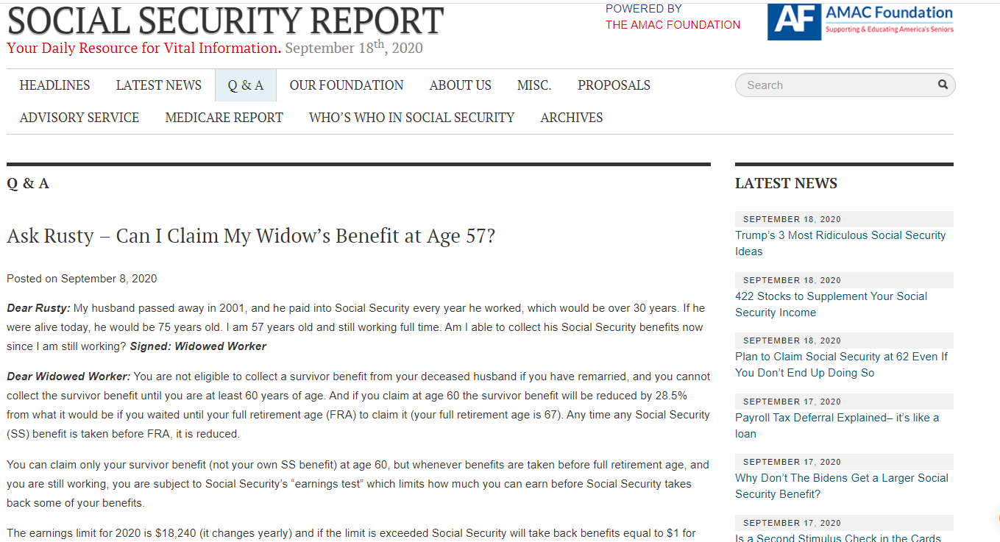 SOCIAL SECURITY REPORT
Your Daily Resource for Vital Information. September 18th, 2020
POWERED BY
THE AMAC FOUNDATION
AF AMAC Foundation
Supporting & Educating America's Seniors
HEADLINES LATEST NEWS Q & A OUR FOUNDATION ABOUT US MISC. PROPOSALS
Search
ADVISORY SERVICE MEDICARE REPORT WHO’S WHO IN SOCIAL SECURITY ARCHIVES
Q & A
Ask Rusty – Can I Claim My Widow’s Benefit at Age 57?
Posted on September 8, 2020
Dear Rusty: My husband passed away in 2001, and he paid into Social Security every year he worked, which would be over 30 years. If he
were alive today, he would be 75 years old. I am 57 years old and still working full time. Am I able to collect his Social Security benefits now
since I am still working? Signed: Widowed Worker
Dear Widowed Worker: You are not eligible to collect a survivor benefit from your deceased husband if you have remarried, and you cannot
collect the survivor benefit until you are at least 60 years of age. And if you claim at age 60 the survivor benefit will be reduced by 28.5%
from what it would be if you waited until your full retirement age (FRA) to claim it (your full retirement age is 67). Any time any Social Security
(SS) benefit is taken before FRA, it is reduced.
You can claim only your survivor benefit (not your own SS benefit) at age 60, but whenever benefits are taken before full retirement age, and
you are still working, you are subject to Social Security’s “earnings test” which limits how much you can earn before Social Security takes
back some of your benefits.
The earnings limit for 2020 is $18,240 (it changes yearly) and if the limit is exceeded Social Security will take back benefits equal to $1 for
LATEST NEWS
SEPTEMBER 18, 2020
Trump’s 3 Most Ridiculous Social Security
Ideas
SEPTEMBER 18, 2020
422 Stocks to Supplement Your Social
Security Income
SEPTEMBER 18, 2020
Plan to Claim Social Security at 62 Even If
You Don’t End Up Doing So
SEPTEMBER 17, 2020
Payroll Tax Deferral Explained– it’s like a
loan
SEPTEMBER 17, 2020
Why Don’t The Bidens Get a Larger Social
Security Benefit?
SEPTEMBER 17, 2020
Is a Second Stimulus Check in the Cards